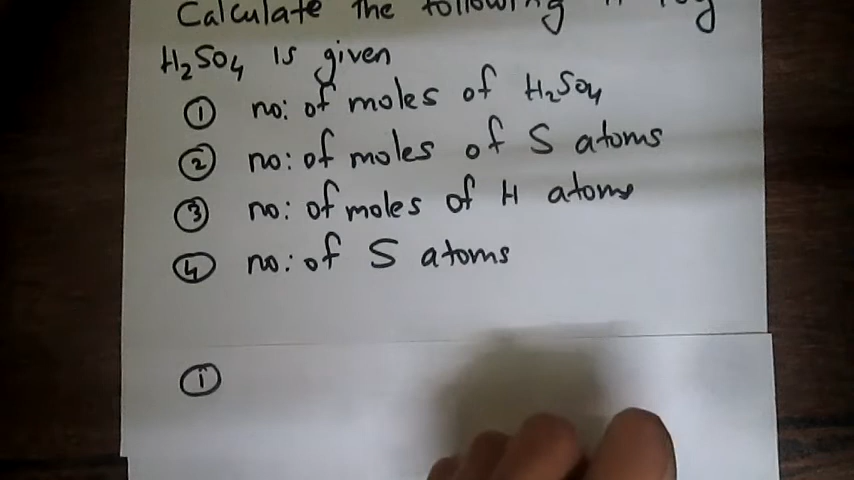 Calculate the following
H₂SO₄ is given
① no: of moles of H₂SO₄
② no: of moles of S atoms
③ no: of moles of H atoms
④ no: of S atoms
①